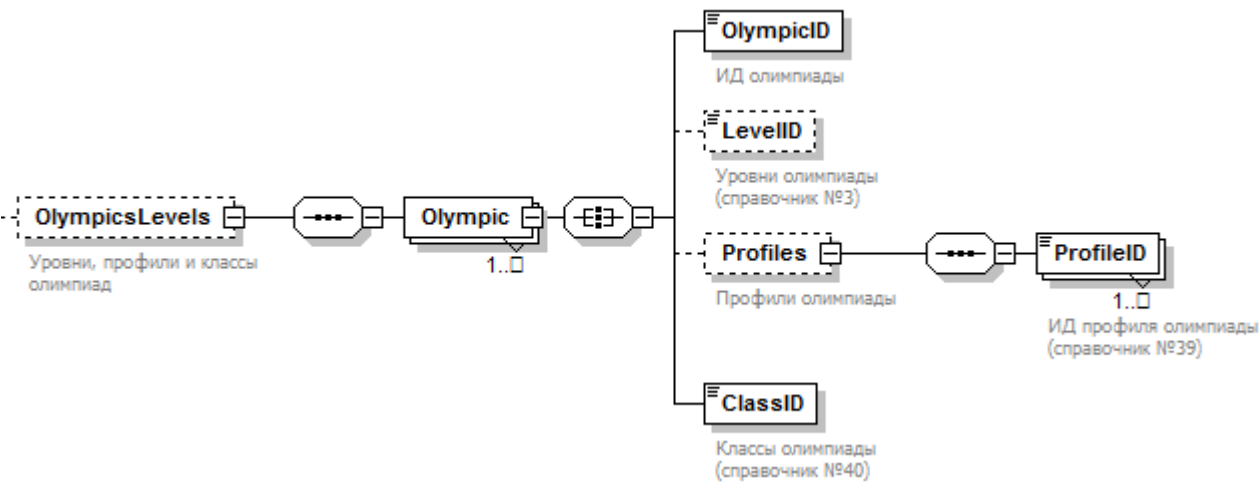 OlympicID
ИД олимпиады
LevelID
Уровни олимпиады
(справочник №3)
OlympicsLevels
Уровни, профили и классы
олимпиад
Olympic
1..□
Profiles
Профили олимпиады
ProfileID
1..□
ИД профиля олимпиады
(справочник №39)
ClassID
Классы олимпиады
(справочник №40)